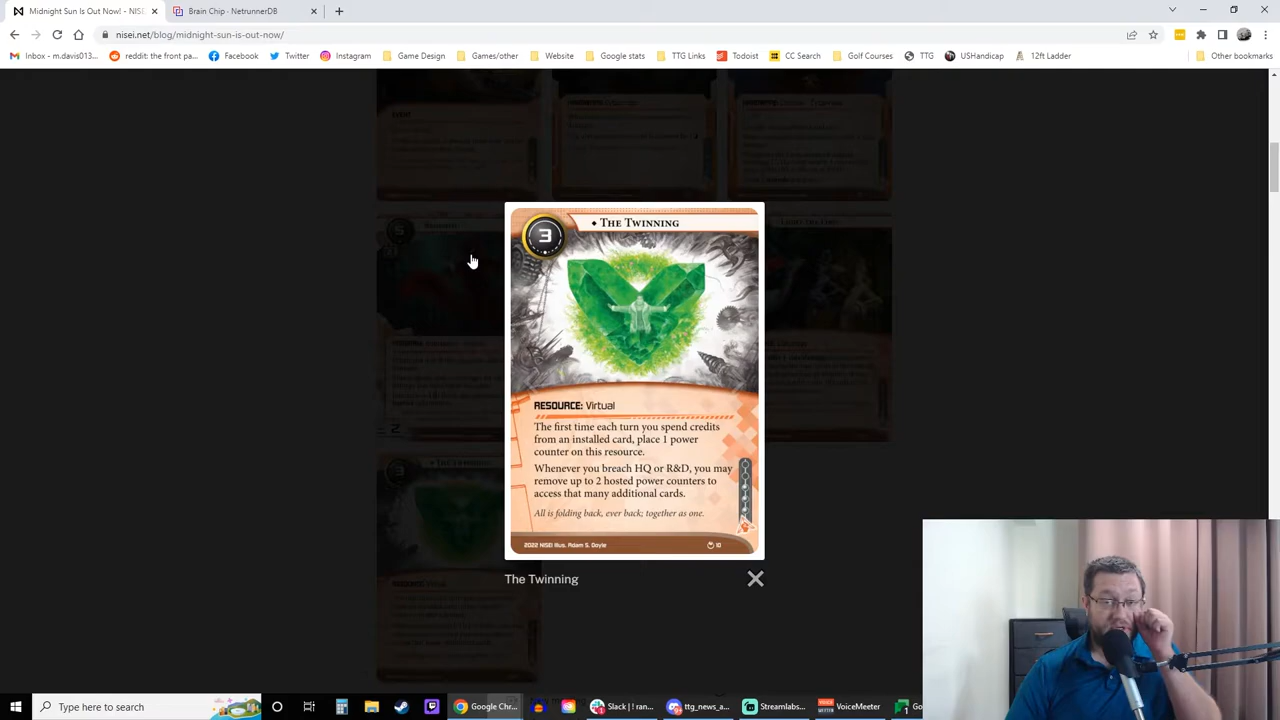 Midnight Sun Is Out Now! - NISE
Brain Chip - NetrunnerDB
nisei.net/blog/midnight-sun-is-out-now/
Inbox - m.davis013...
reddit: the front pa...
Facebook
Twitter
Instagram
Game Design
Games/other
Website
Google stats
TTG Links
Todoist
CC Search
Golf Courses
TTG
USHandicap
12ft Ladder
Other bookmarks
EVENT
3
The Twinning
RESOURCE: Virtual
The first time each turn you spend credits
from an installed card, place 1 power
counter on this resource.
Whenever you breach HQ or R&D, you may
remove up to 2 hosted power counters to
access that many additional cards.
All is folding back, ever back; together as one.
2022 NISEI Illus. Adam S. Doyle
10
The Twinning
Type here to search
Google Chr...
Slack | ! ran...
ttg_news_a...
Streamlabs...
VoiceMeeter
Go